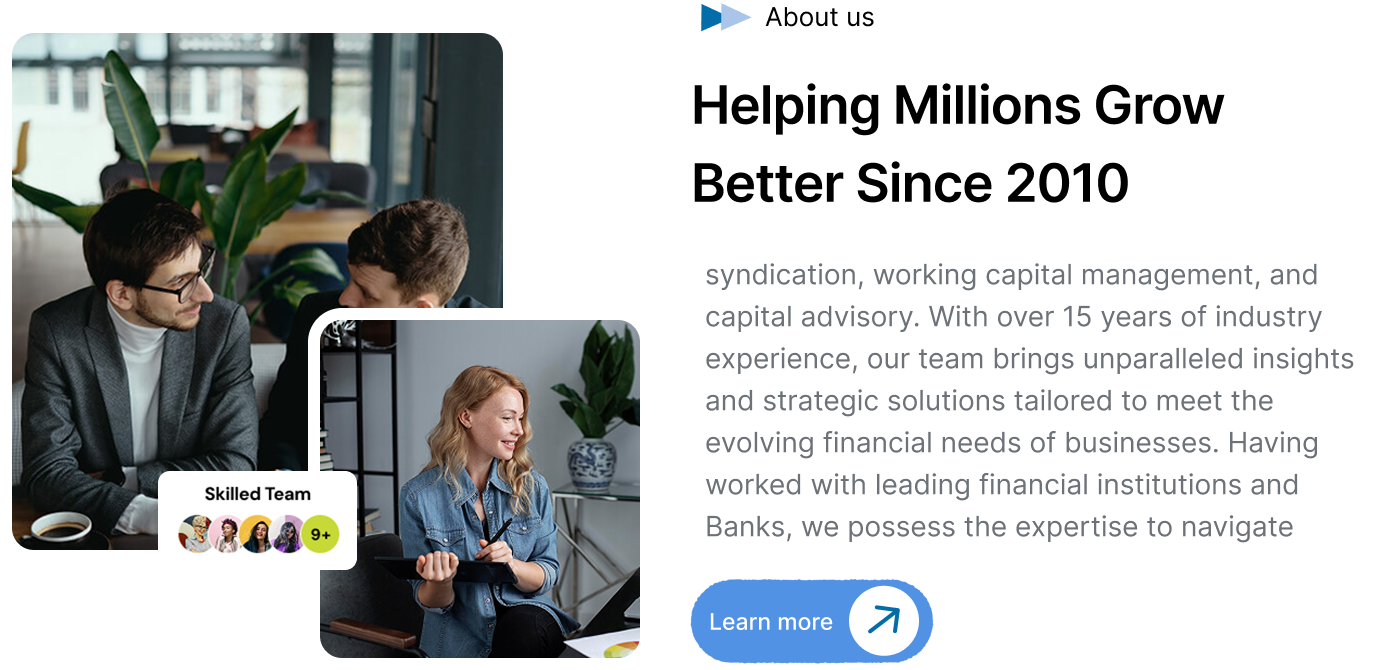 About us
Helping Millions Grow
Better Since 2010
syndication, working capital management, and
capital advisory. With over 15 years of industry
experience, our team brings unparalleled insights
and strategic solutions tailored to meet the
evolving financial needs of businesses. Having
worked with leading financial institutions and
Banks, we possess the expertise to navigate
Learn more
Skilled Team
9+